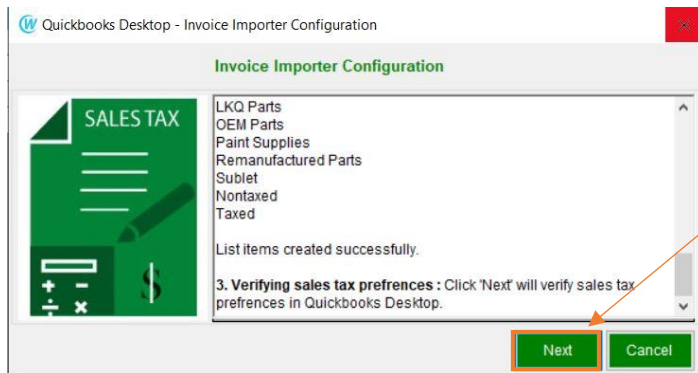 Quickbooks Desktop - Invoice Importer Configuration
Invoice Importer Configuration
SALES TAX
LKQ Parts
OEM Parts
Paint Supplies
Remanufactured Parts
Sublet
Nontaxed
Taxed
List items created successfully.
3. Verifying sales tax prefrences : Click 'Next' will verify sales tax
prefrences in Quickbooks Desktop.
Next
Cancel